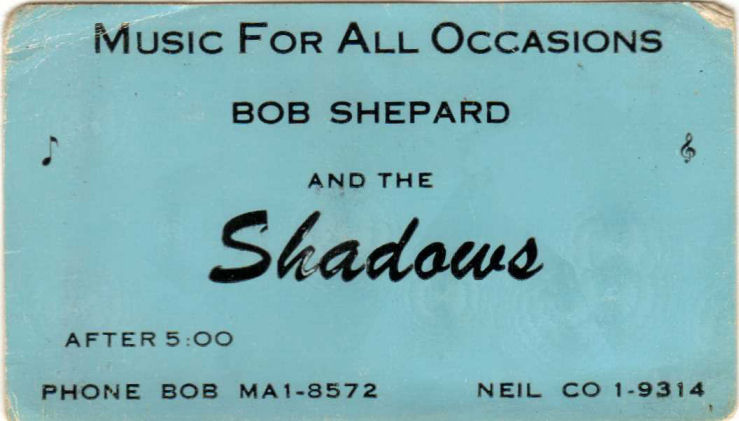 MUSIC FOR ALL OCCASIONS
BOB SHEPARD
AND THE
Shadows
AFTER 5:00
PHONE BOB MA1-8572 NEIL CO 1-9314